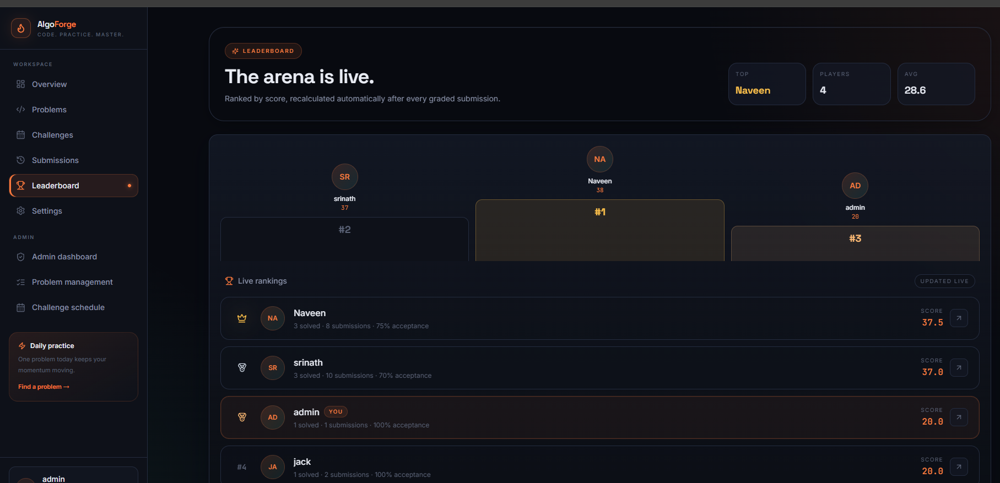 AlgoForge
CODE. PRACTICE. MASTER.
WORKSPACE
Overview
Problems
Challenges
Submissions
Leaderboard
Settings
ADMIN
Admin dashboard
Problem management
Challenge schedule
Daily practice
One problem today keeps your
momentum moving.
Find a problem →
admin
LEADERBOARD
The arena is live.
Ranked by score, recalculated automatically after every graded submission.
TOP
Naveen
PLAYERS
4
AVG
28.6
SR
srinath
37
#2
NA
Naveen
38
#1
AD
admin
20
#3
Live rankings
UPDATED LIVE
NA
Naveen
3 solved · 8 submissions · 75% acceptance
SCORE
37.5
SR
srinath
3 solved · 10 submissions · 70% acceptance
SCORE
37.0
AD
admin YOU
1 solved · 1 submissions · 100% acceptance
SCORE
20.0
#4
JA
jack
1 solved · 2 submissions · 100% acceptance
SCORE
20.0